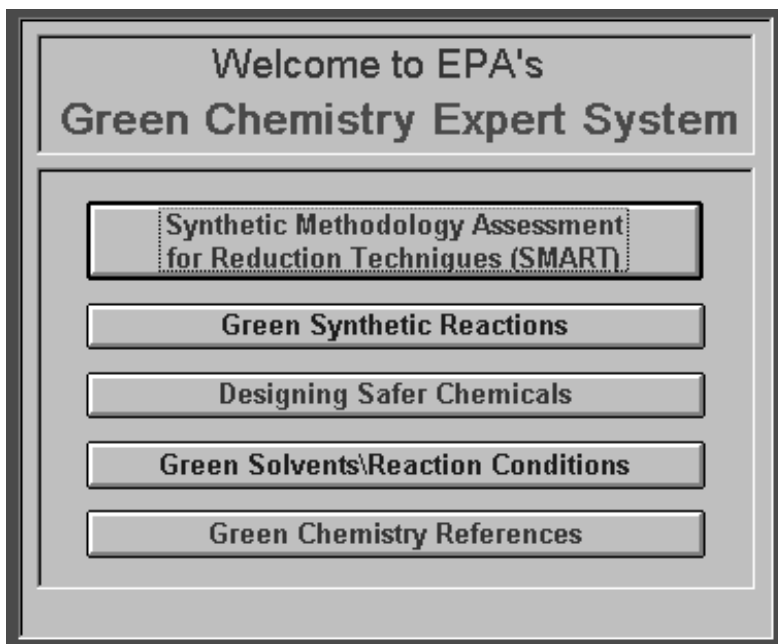 Welcome to EPA's
Green Chemistry Expert System
Synthetic Methodology Assessment
for Reduction Techniques (SMART)
Green Synthetic Reactions
Designing Safer Chemicals
Green Solvents\Reaction Conditions
Green Chemistry References